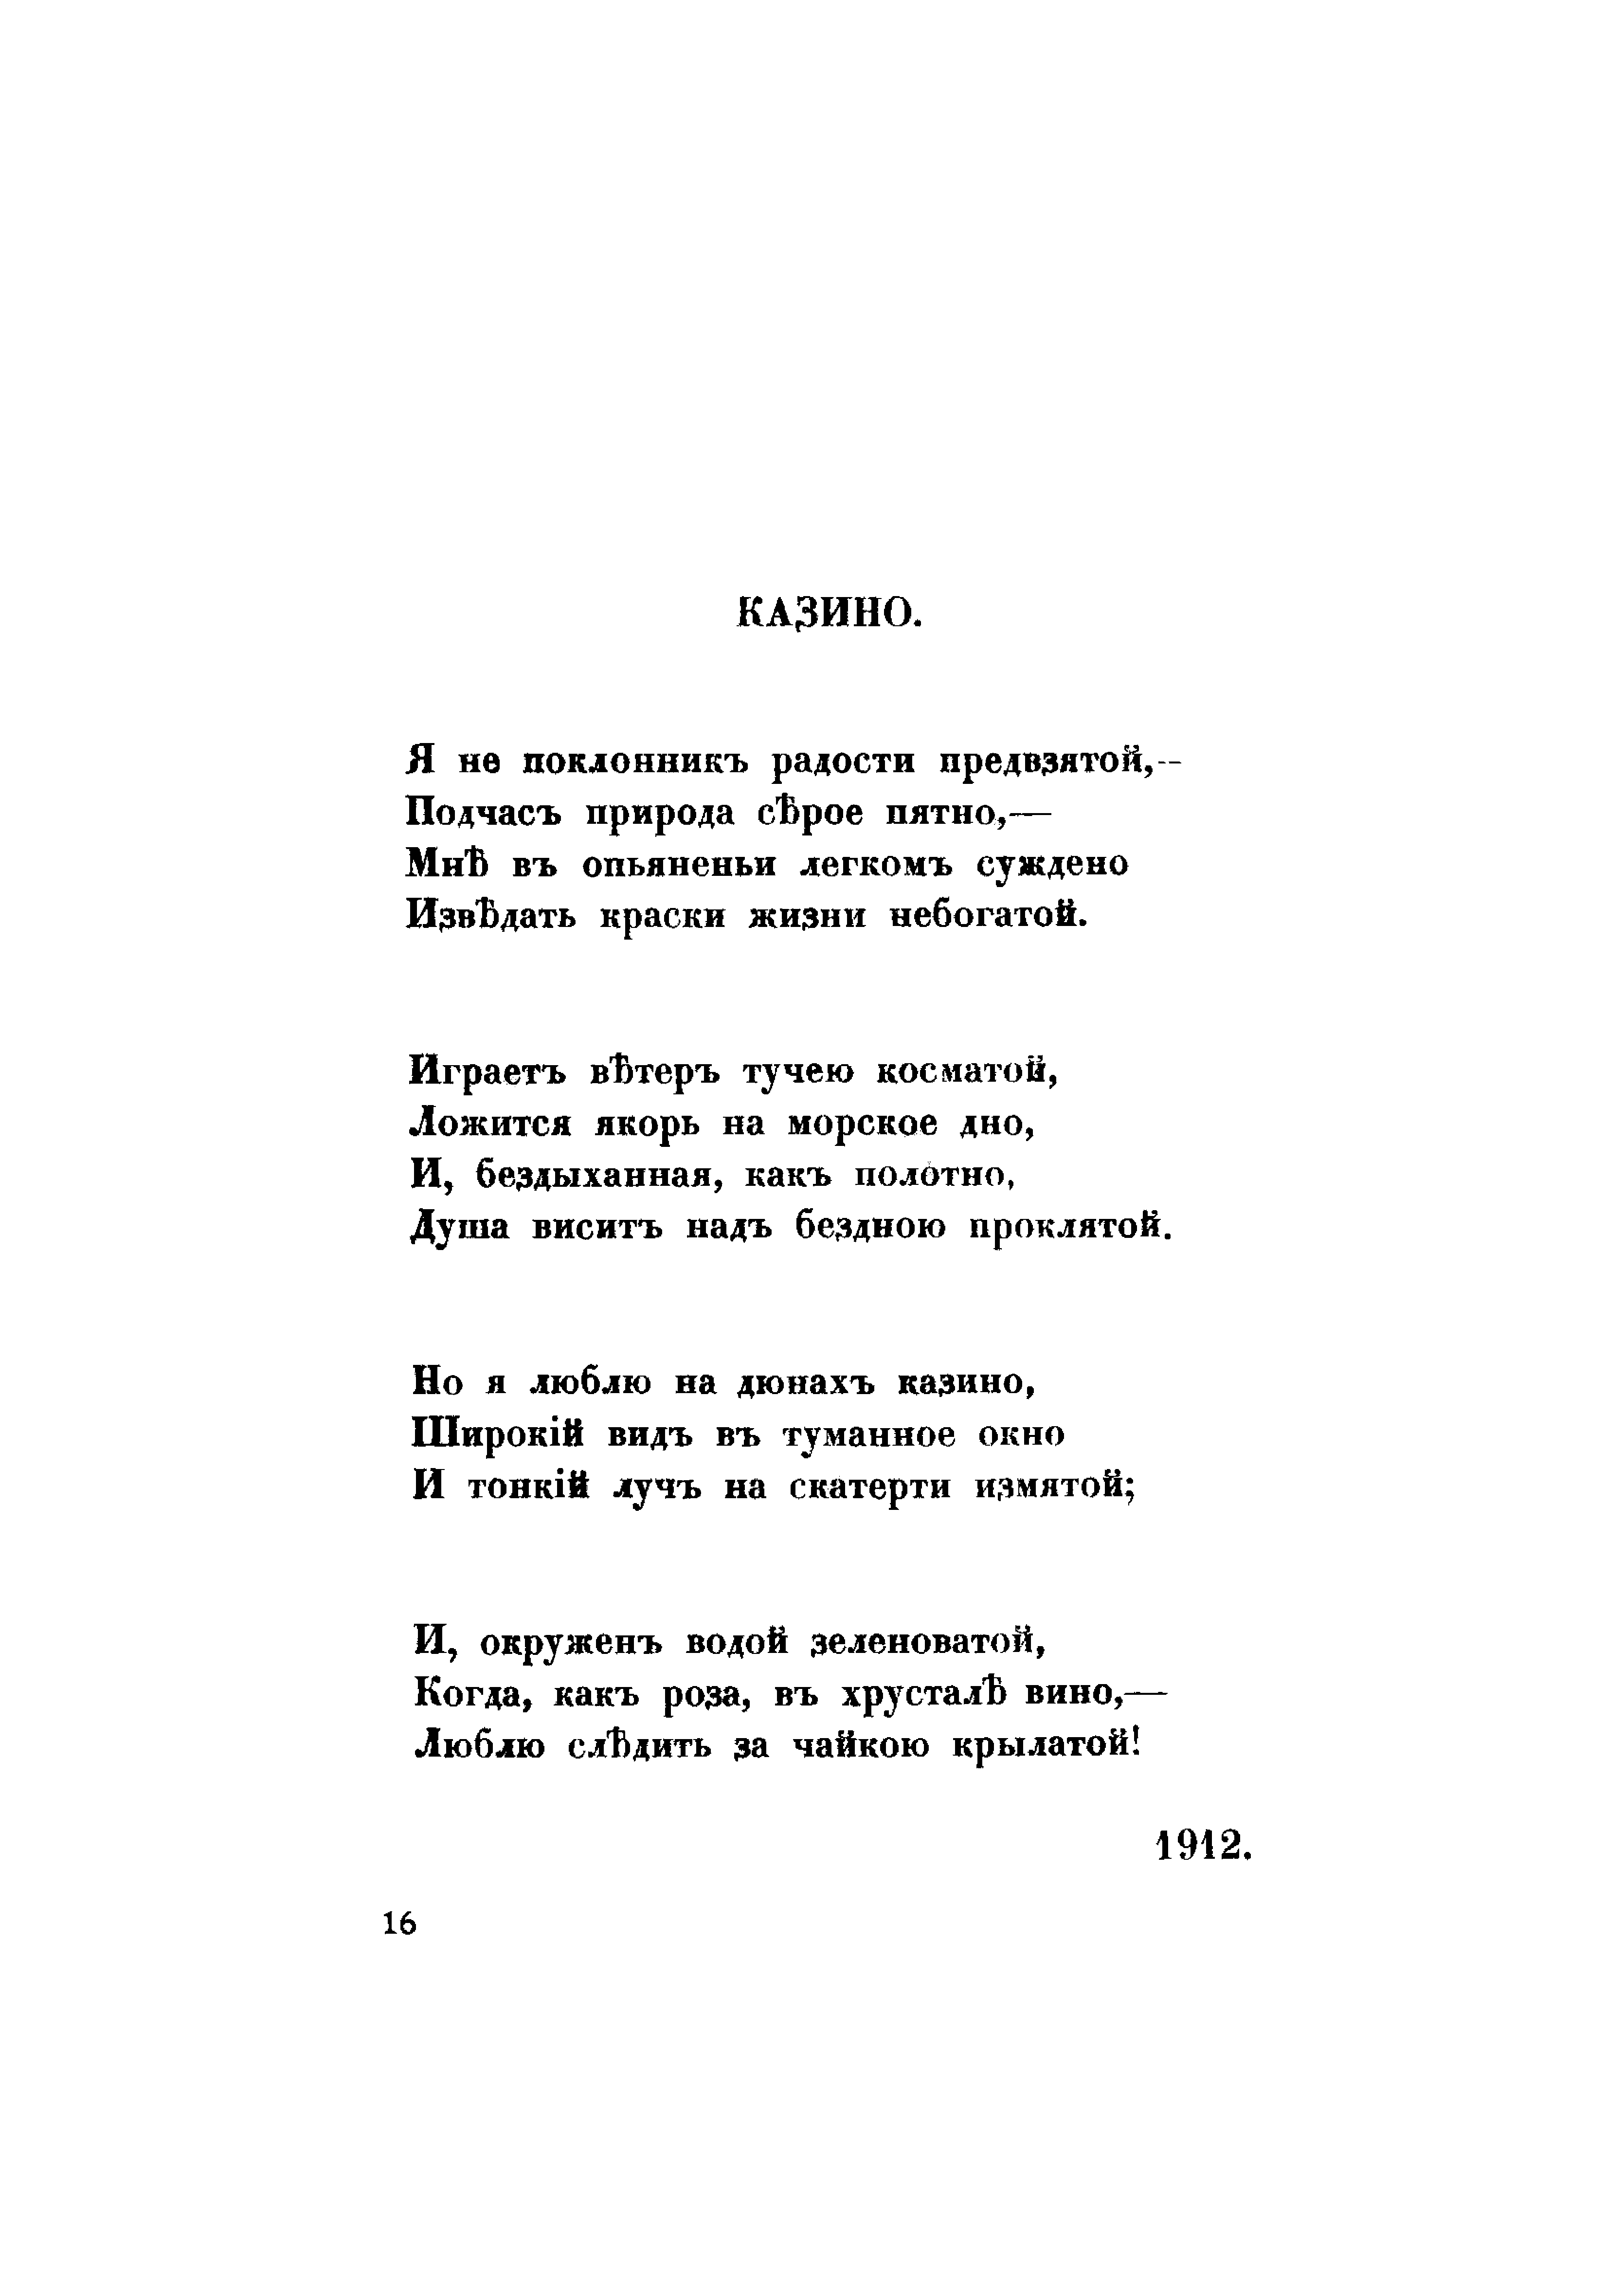 КАЗИНО.
Я не поклонникъ радости предвзятой,—
Подчасъ природа сѣрое пятно,—
Мнѣ въ опьяненьи легкомъ суждено
Извѣдать краски жизни небогатой.
Играетъ вѣтеръ тучею косматой,
Ложится якорь на морское дно,
И, бездыханная, какъ полотно,
Душа виситъ надъ бездною проклятой.
Но я люблю на дюнахъ казино,
Широкій видъ въ туманное окно
И тонкій лучъ на скатерти измятой;
И, окруженъ водой зеленоватой,
Когда, какъ роза, въ хрусталѣ вино,—
Люблю слѣдить за чайкою крылатой!
1912.
16